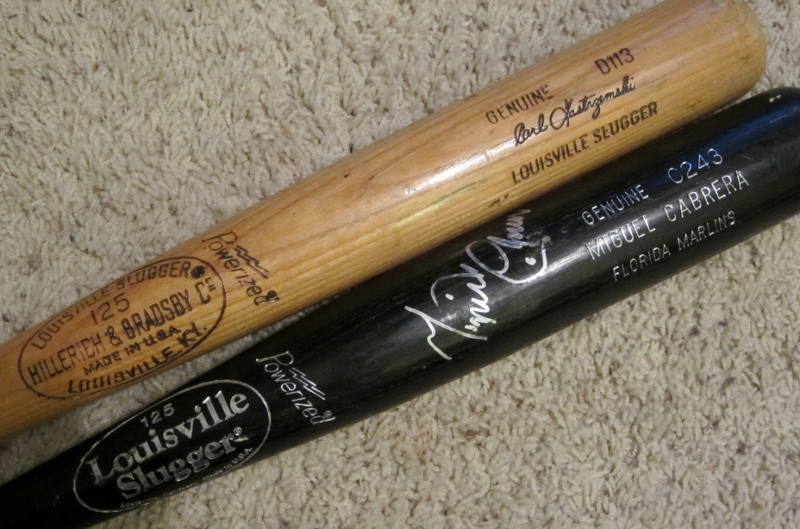 GENUINE D113
Carl Yastrzemski
LOUISVILLE SLUGGER
Powerized
LOUISVILLE SLUGGER®
125
HILLERICH & BRADSBY Cº
MADE IN U.S.A.
LOUISVILLE, KY.
GENUINE C243
MIGUEL CABRERA
FLORIDA MARLINS
Powerized
125
Louisville
Slugger®